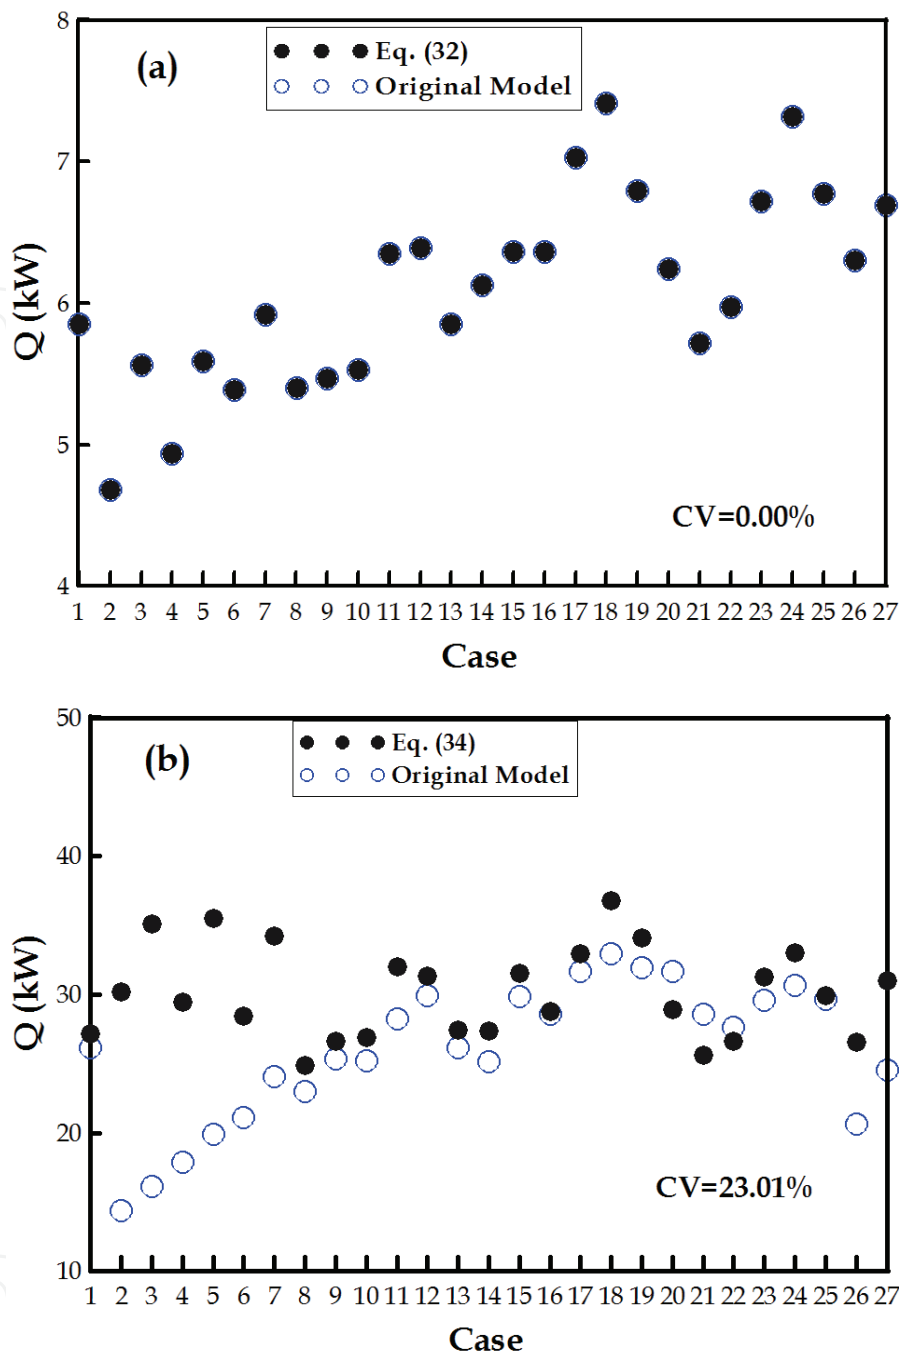 8
(a)
Eq. (32)
Original Model
7
6
Q (kW)
5
CV=0.00%
4
1 2 3 4 5 6 7 8 9 10 11 12 13 14 15 16 17 18 19 20 21 22 23 24 25 26 27
Case
50
(b)
Eq. (34)
Original Model
40
30
Q (kW)
20
CV=23.01%
10
1 2 3 4 5 6 7 8 9 10 11 12 13 14 15 16 17 18 19 20 21 22 23 24 25 26 27
Case